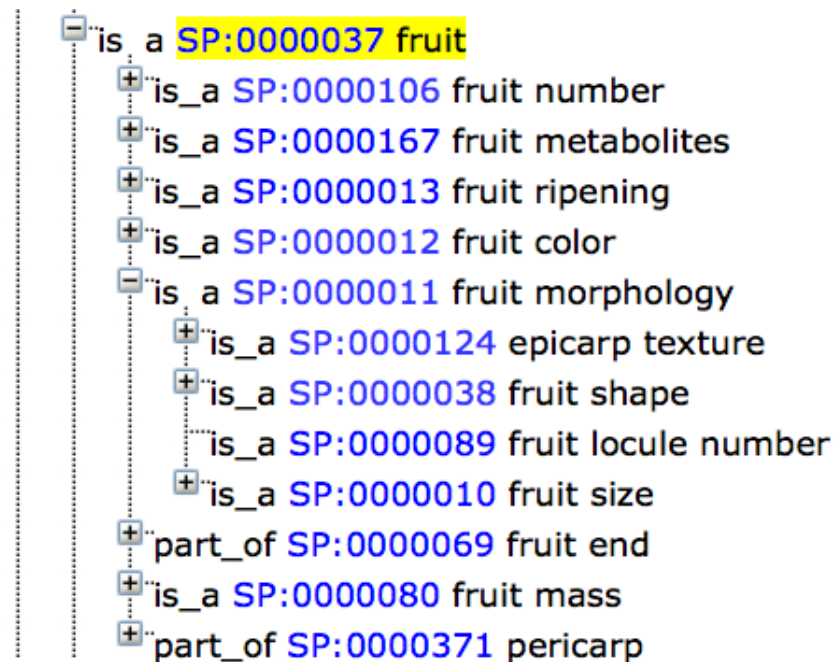 is_a SP:0000037 fruit
is_a SP:0000106 fruit number
is_a SP:0000167 fruit metabolites
is_a SP:0000013 fruit ripening
is_a SP:0000012 fruit color
is_a SP:0000011 fruit morphology
is_a SP:0000124 epicarp texture
is_a SP:0000038 fruit shape
is_a SP:0000089 fruit locule number
is_a SP:0000010 fruit size
part_of SP:0000069 fruit end
is_a SP:0000080 fruit mass
part_of SP:0000371 pericarp